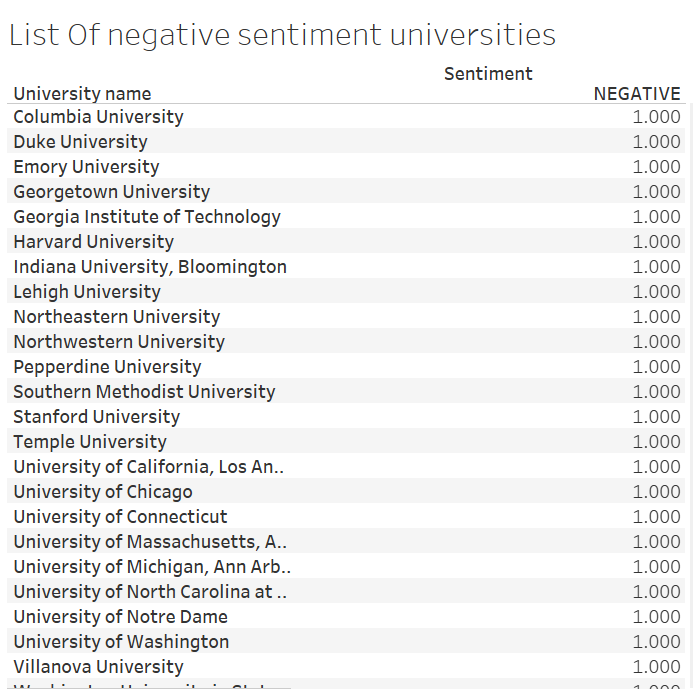 List Of negative sentiment universities
Sentiment
University name NEGATIVE
Columbia University 1.000
Duke University 1.000
Emory University 1.000
Georgetown University 1.000
Georgia Institute of Technology 1.000
Harvard University 1.000
Indiana University, Bloomington 1.000
Lehigh University 1.000
Northeastern University 1.000
Northwestern University 1.000
Pepperdine University 1.000
Southern Methodist University 1.000
Stanford University 1.000
Temple University 1.000
University of California, Los An.. 1.000
University of Chicago 1.000
University of Connecticut 1.000
University of Massachusetts, A.. 1.000
University of Michigan, Ann Arb.. 1.000
University of North Carolina at .. 1.000
University of Notre Dame 1.000
University of Washington 1.000
Villanova University 1.000